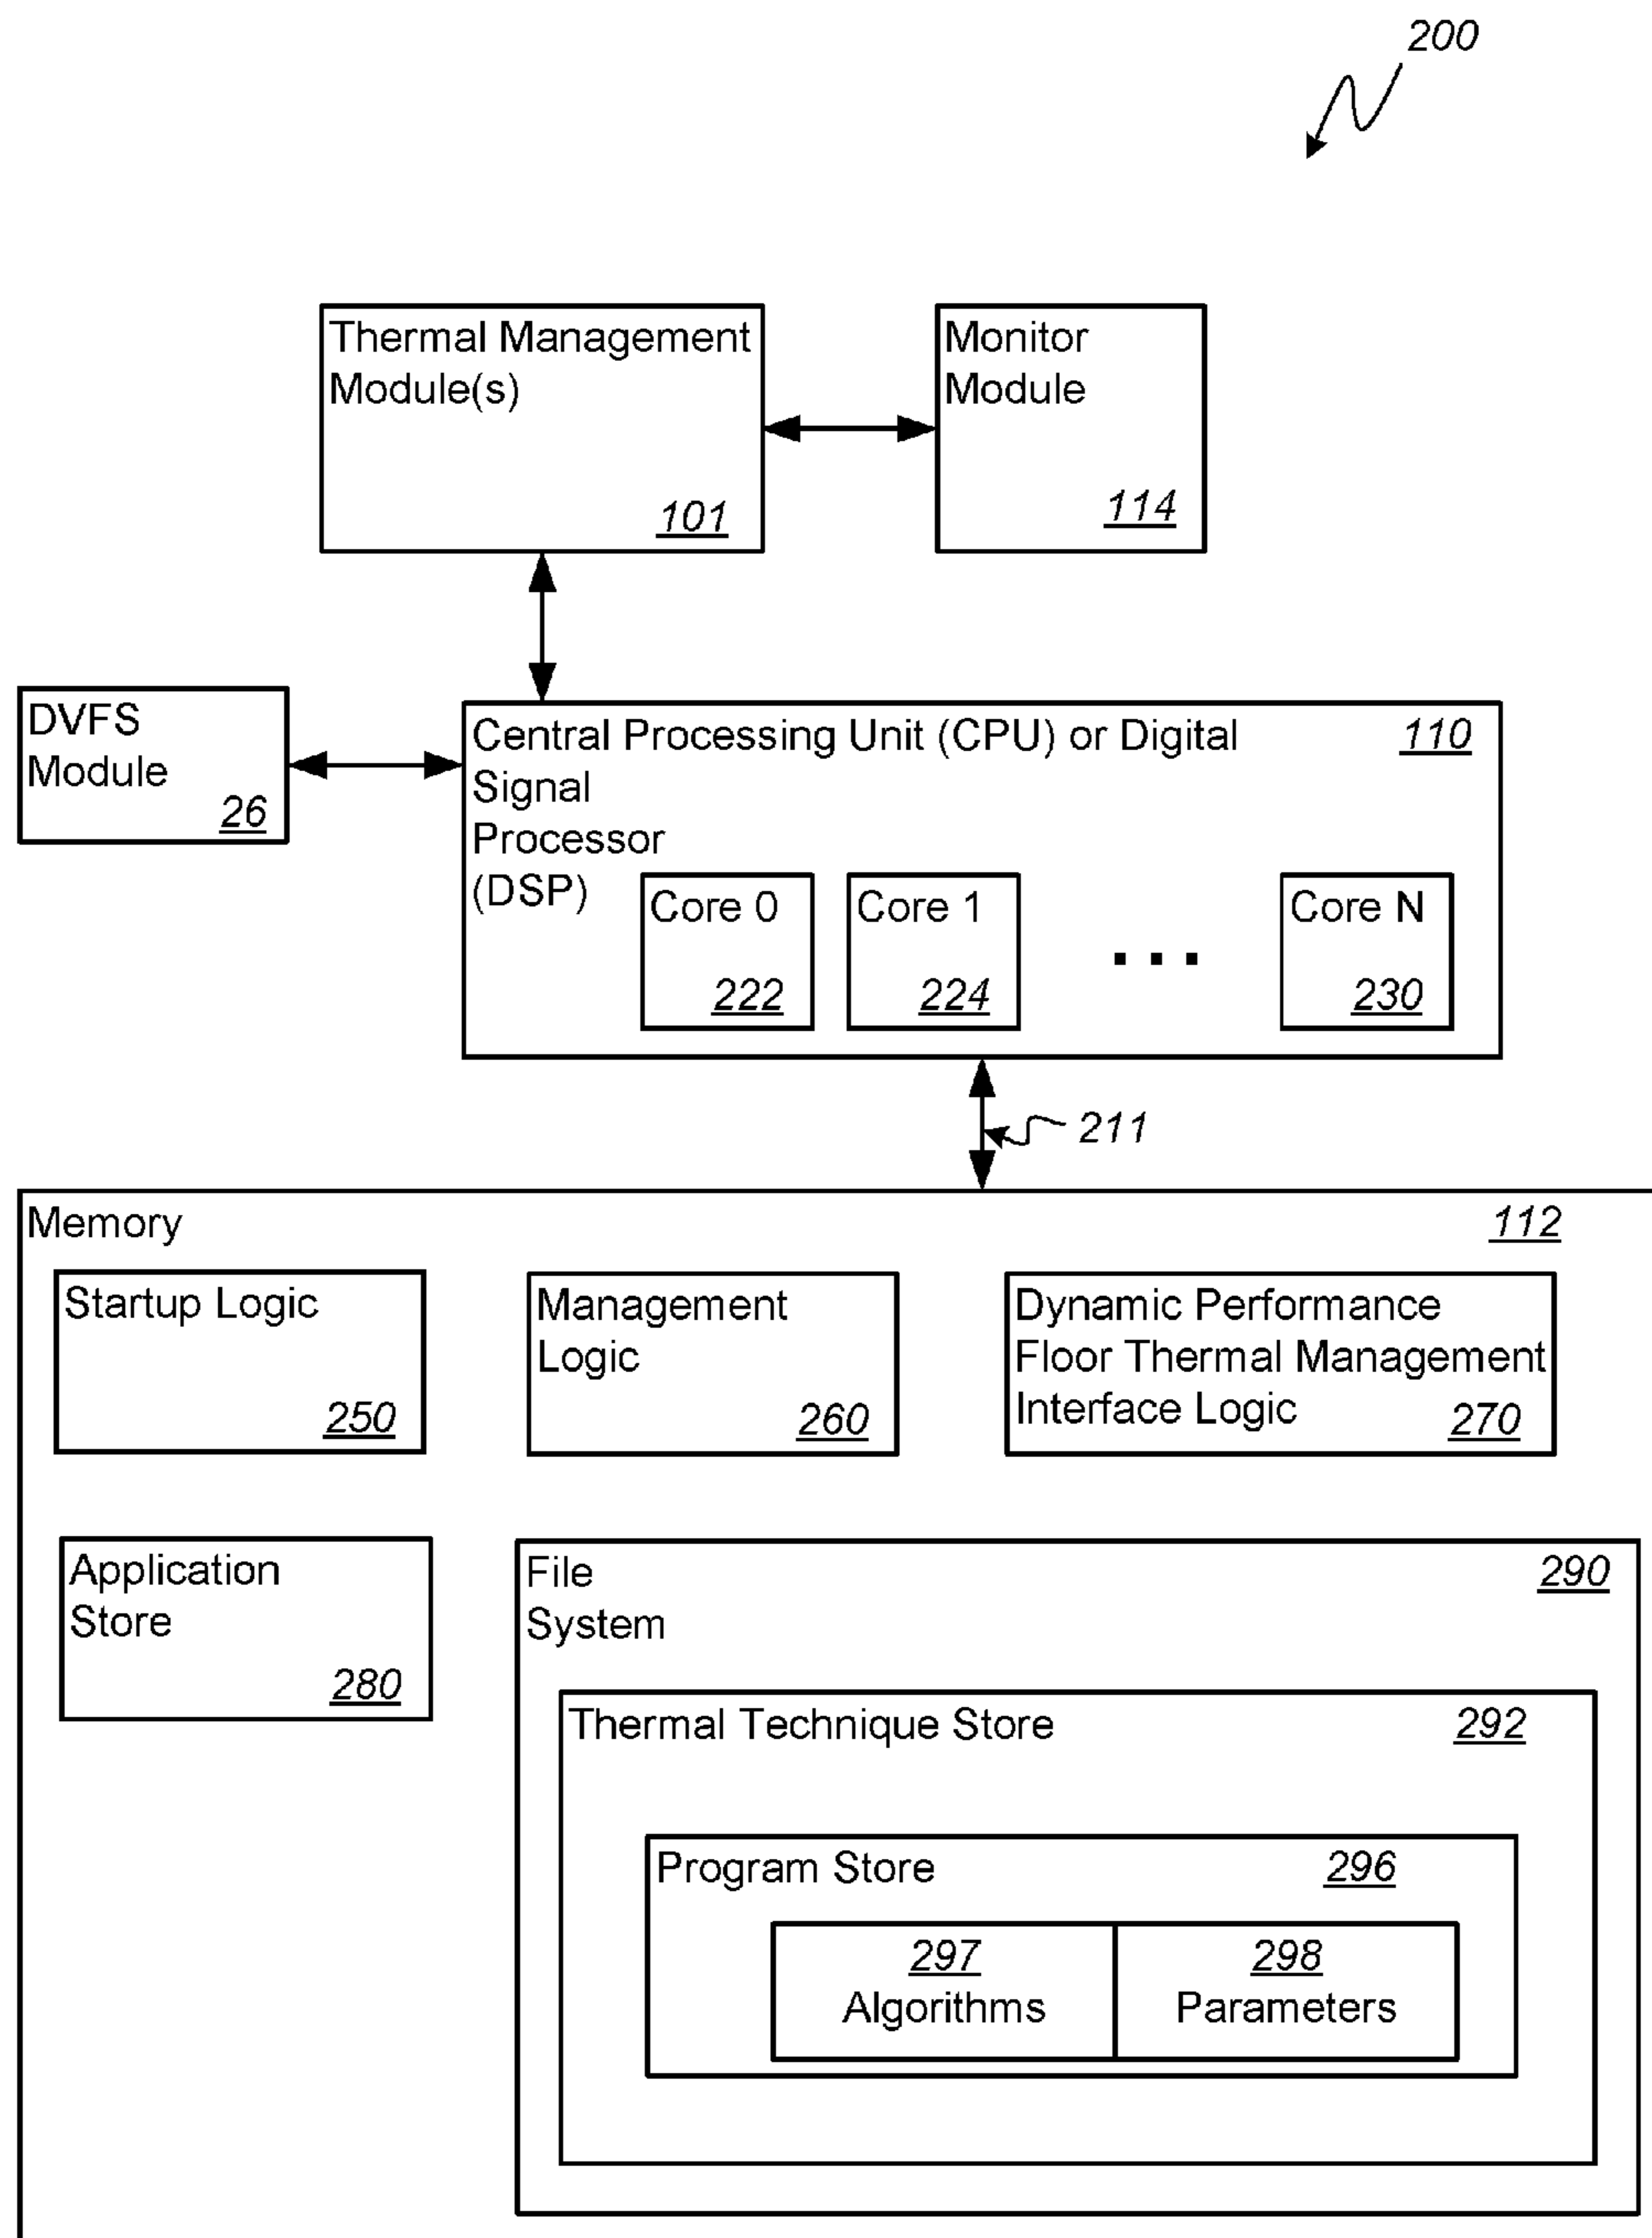 200
Thermal Management
Module(s)
101
Monitor
Module
114
DVFS
Module
26
Central Processing Unit (CPU) or Digital
Signal
Processor
(DSP)
110
Core 0
222
Core 1
224
...
Core N
230
211
Memory
112
Startup Logic
250
Management
Logic
260
Dynamic Performance
Floor Thermal Management
Interface Logic
270
Application
Store
280
File
System
290
Thermal Technique Store
292
Program Store
296
297
Algorithms
298
Parameters